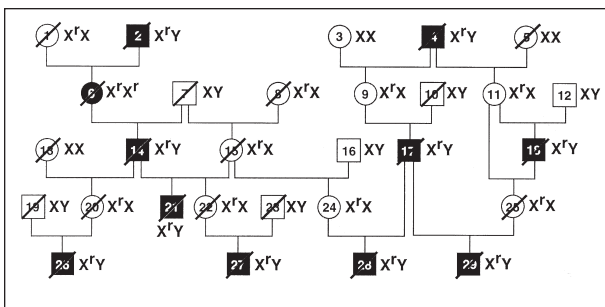 1 XʳX 2 XʳY 3 XX 4 XʳY 5 XX
6 XʳXʳ 7 XY 8 XʳX 9 XʳX 10 XY 11 XʳX 12 XY
13 XX 14 XʳY 15 XʳX 16 XY 17 XʳY 18 XʳY
19 XY 20 XʳX 21 22 XʳX 23 XY 24 XʳX 25 XʳX
XʳY
26 XʳY 27 XʳY 28 XʳY 29 XʳY